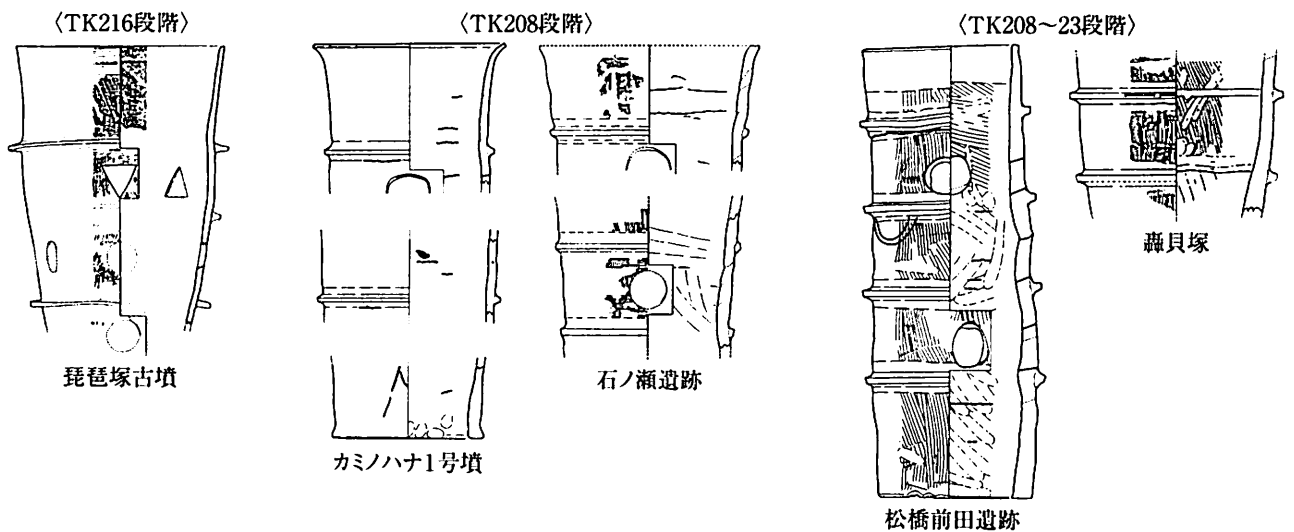 〈TK216段階〉
〈TK208段階〉
〈TK208～23段階〉
琵琶塚古墳
カミノハナ1号墳
石ノ瀬遺跡
松橋前田遺跡
轟貝塚